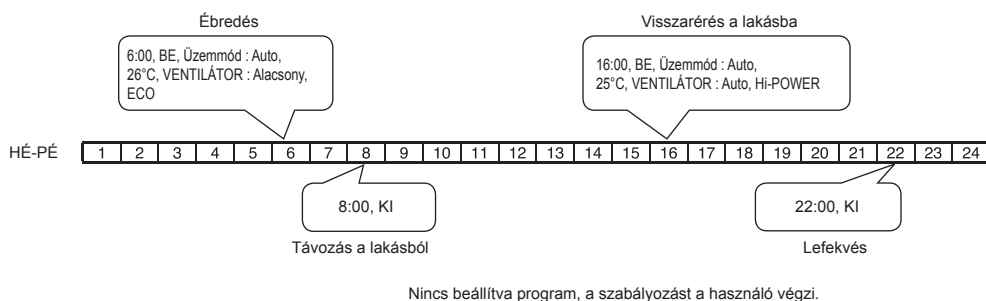 Ébredés
6:00, BE, Üzemmód : Auto,
26°C, VENTILÁTOR : Alacsony,
ECO
Visszarérés a lakásba
16:00, BE, Üzemmód : Auto,
25°C, VENTILÁTOR : Auto, Hi-POWER
HÉ-PÉ 1 2 3 4 5 6 7 8 9 10 11 12 13 14 15 16 17 18 19 20 21 22 23 24
8:00, KI
Távozás a lakásból
22:00, KI
Lefekvés
Nincs beállítva program, a szabályozást a használó végzi.